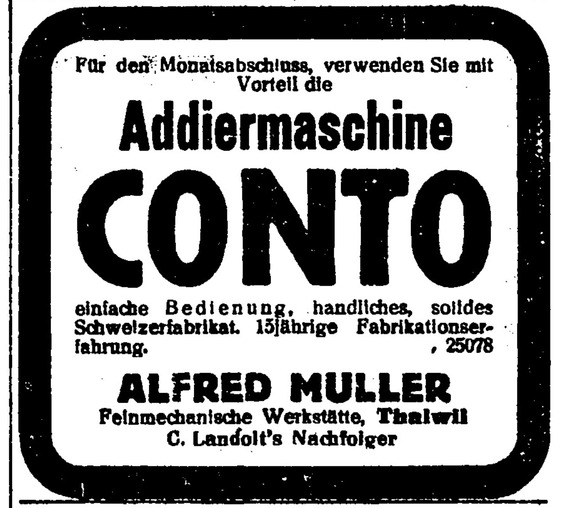 Für den Monatsabschluss, verwenden Sie mit
Vorteil die
Addiermaschine
CONTO
einfache Bedienung, handliches, solides
Schweizerfabrikat. 15jährige Fabrikationser-
fahrung. , 25078
ALFRED MULLER
Feinmechanische Werkstätte, Thalwil
C. Landolt's Nachfolger